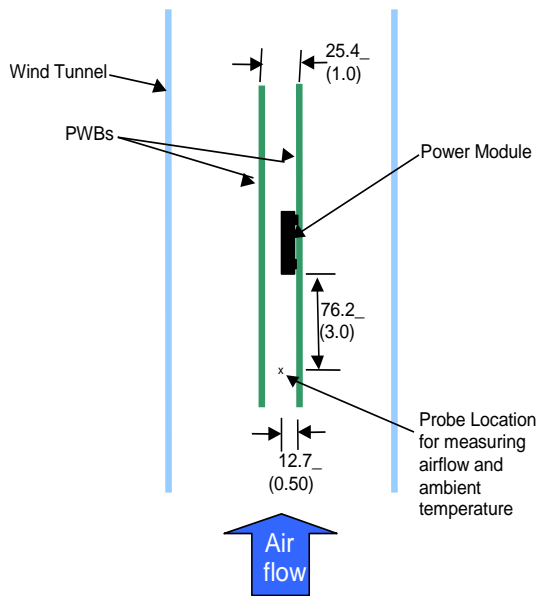 25.4_
(1.0)
Wind Tunnel
PWBs
Power Module
76.2_
(3.0)
x
Probe Location
for measuring
airflow and
ambient
temperature
12.7_
(0.50)
Air
flow